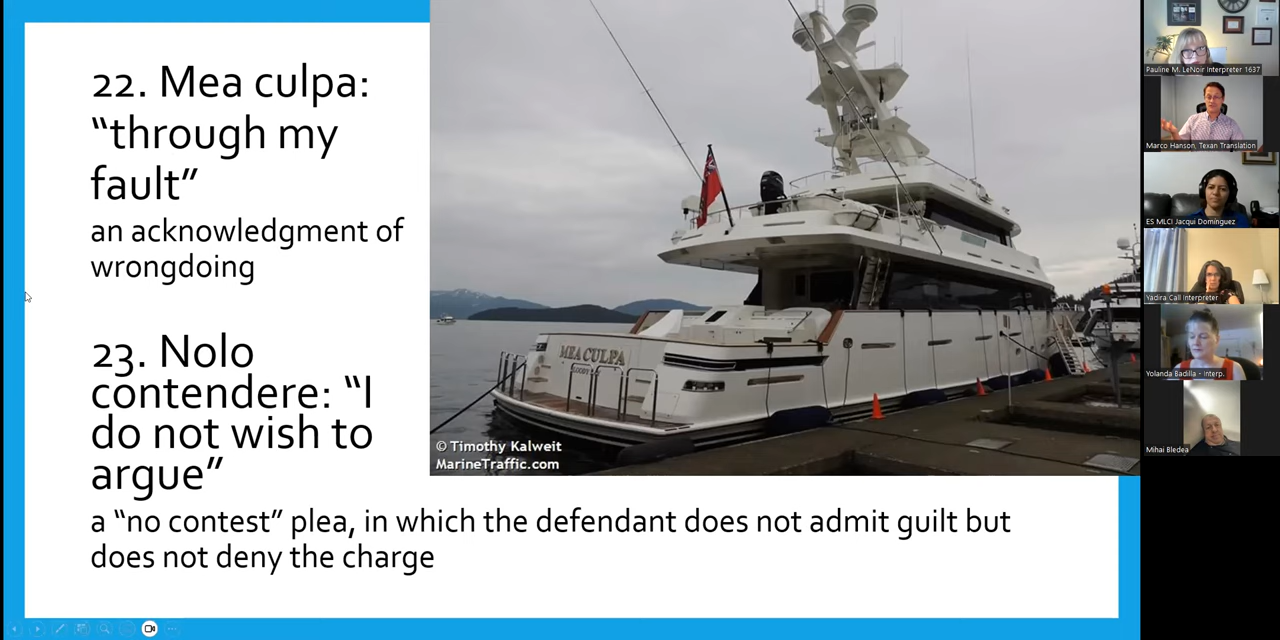 22. Mea culpa:
“through my
fault”
an acknowledgment of
wrongdoing
23. Nolo
contendere: “I
do not wish to
argue”
a “no contest” plea, in which the defendant does not admit guilt but
does not deny the charge
MEA CULPA
© Timothy Kalweit
MarineTraffic.com
Pauline M. LeNoir Interpreter 1637
Marco Hanson, Texan Translation
ES MLCI Jacqui Domínguez
Yadira Call Interpreter
Yolanda Badilla - interp.
Mihai Bledea